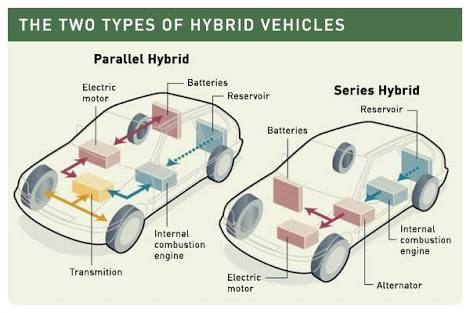 THE TWO TYPES OF HYBRID VEHICLES
Parallel Hybrid
Electric
motor
Batteries
Reservoir
Transmition
Internal
combustion
engine
Series Hybrid
Reservoir
Batteries
Electric
motor
Alternator
Internal
combustion
engine